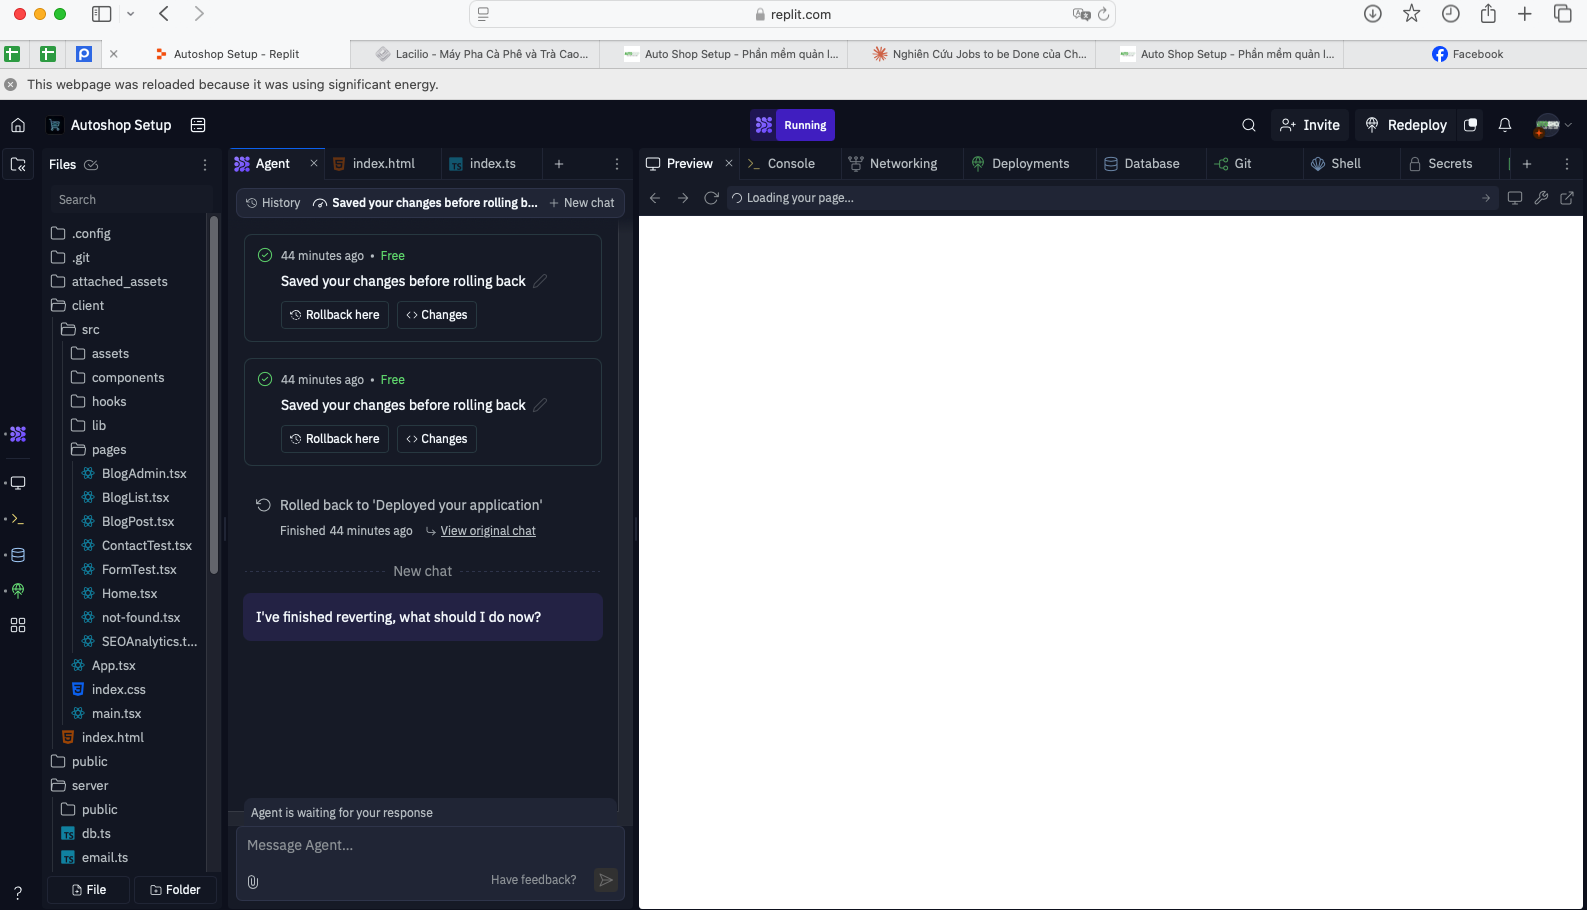 replit.com
Autoshop Setup - Replit
Lacilio - Máy Pha Cà Phê và Trà Cao...
Auto Shop Setup - Phần mềm quản l...
Nghiên Cứu Jobs to be Done của Ch...
Auto Shop Setup - Phần mềm quản l...
Facebook
This webpage was reloaded because it was using significant energy.
Autoshop Setup
Running
Invite
Redeploy
Files
Search
.config
.git
attached_assets
client
src
assets
components
hooks
lib
pages
BlogAdmin.tsx
BlogList.tsx
BlogPost.tsx
ContactTest.tsx
FormTest.tsx
Home.tsx
not-found.tsx
SEOAnalytics.t...
App.tsx
index.css
main.tsx
index.html
public
server
public
db.ts
email.ts
File
Folder
Agent
index.html
index.ts
History
Saved your changes before rolling b...
New chat
44 minutes ago • Free
Saved your changes before rolling back
Rollback here
Changes
44 minutes ago • Free
Saved your changes before rolling back
Rollback here
Changes
Rolled back to 'Deployed your application'
Finished 44 minutes ago
View original chat
New chat
I've finished reverting, what should I do now?
Agent is waiting for your response
Message Agent...
Have feedback?
Preview
Console
Networking
Deployments
Database
Git
Shell
Secrets
Loading your page...